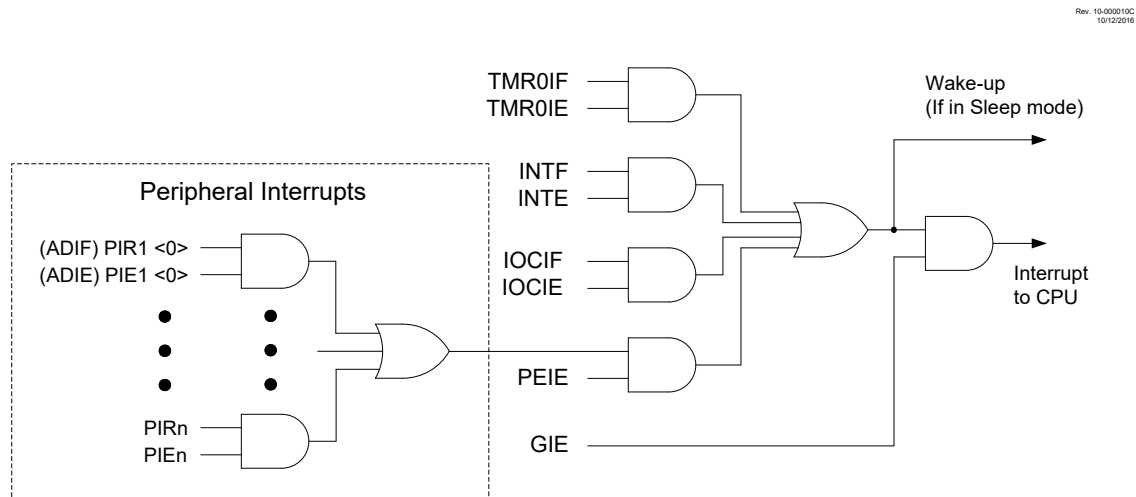 Rev. 10-000010C
10/12/2016
TMR0IF
TMR0IE
Wake-up
(If in Sleep mode)
INTF
INTE
Peripheral Interrupts
(ADIF) PIR1 <0>
(ADIE) PIE1 <0>
IOCIF
IOCIE
Interrupt
to CPU
PEIE
PIRn
PIEn
GIE